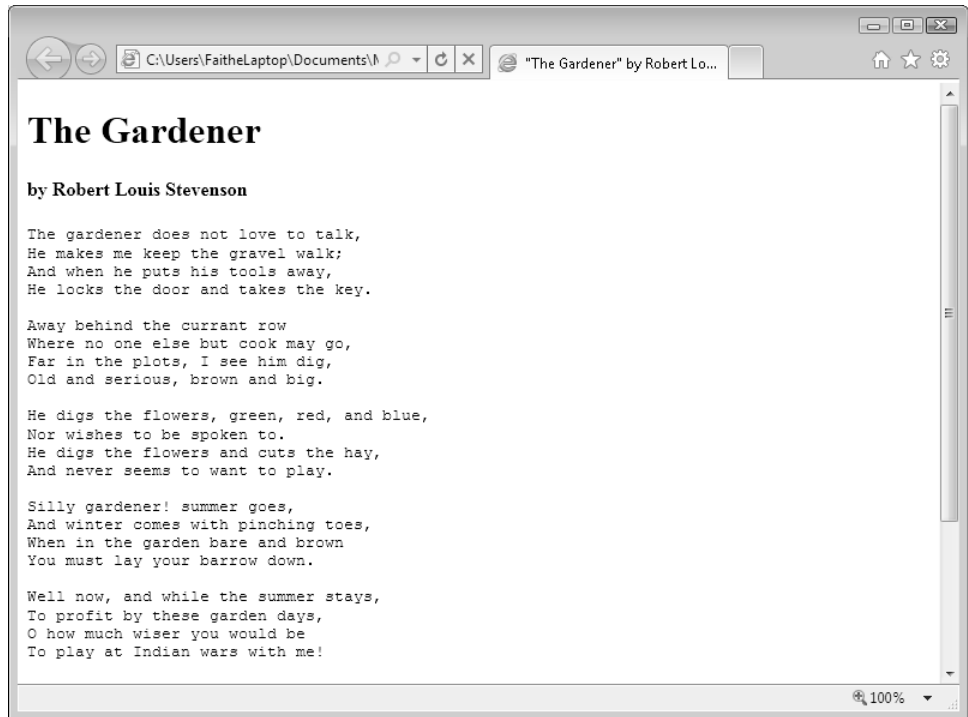 C:\Users\FaitheLaptop\Documents\M
"The Gardener" by Robert Lo...
The Gardener
by Robert Louis Stevenson
The gardener does not love to talk,
He makes me keep the gravel walk;
And when he puts his tools away,
He locks the door and takes the key.
Away behind the currant row
Where no one else but cook may go,
Far in the plots, I see him dig,
Old and serious, brown and big.
He digs the flowers, green, red, and blue,
Nor wishes to be spoken to.
He digs the flowers and cuts the hay,
And never seems to want to play.
Silly gardener! summer goes,
And winter comes with pinching toes,
When in the garden bare and brown
You must lay your barrow down.
Well now, and while the summer stays,
To profit by these garden days,
O how much wiser you would be
To play at Indian wars with me!
100%